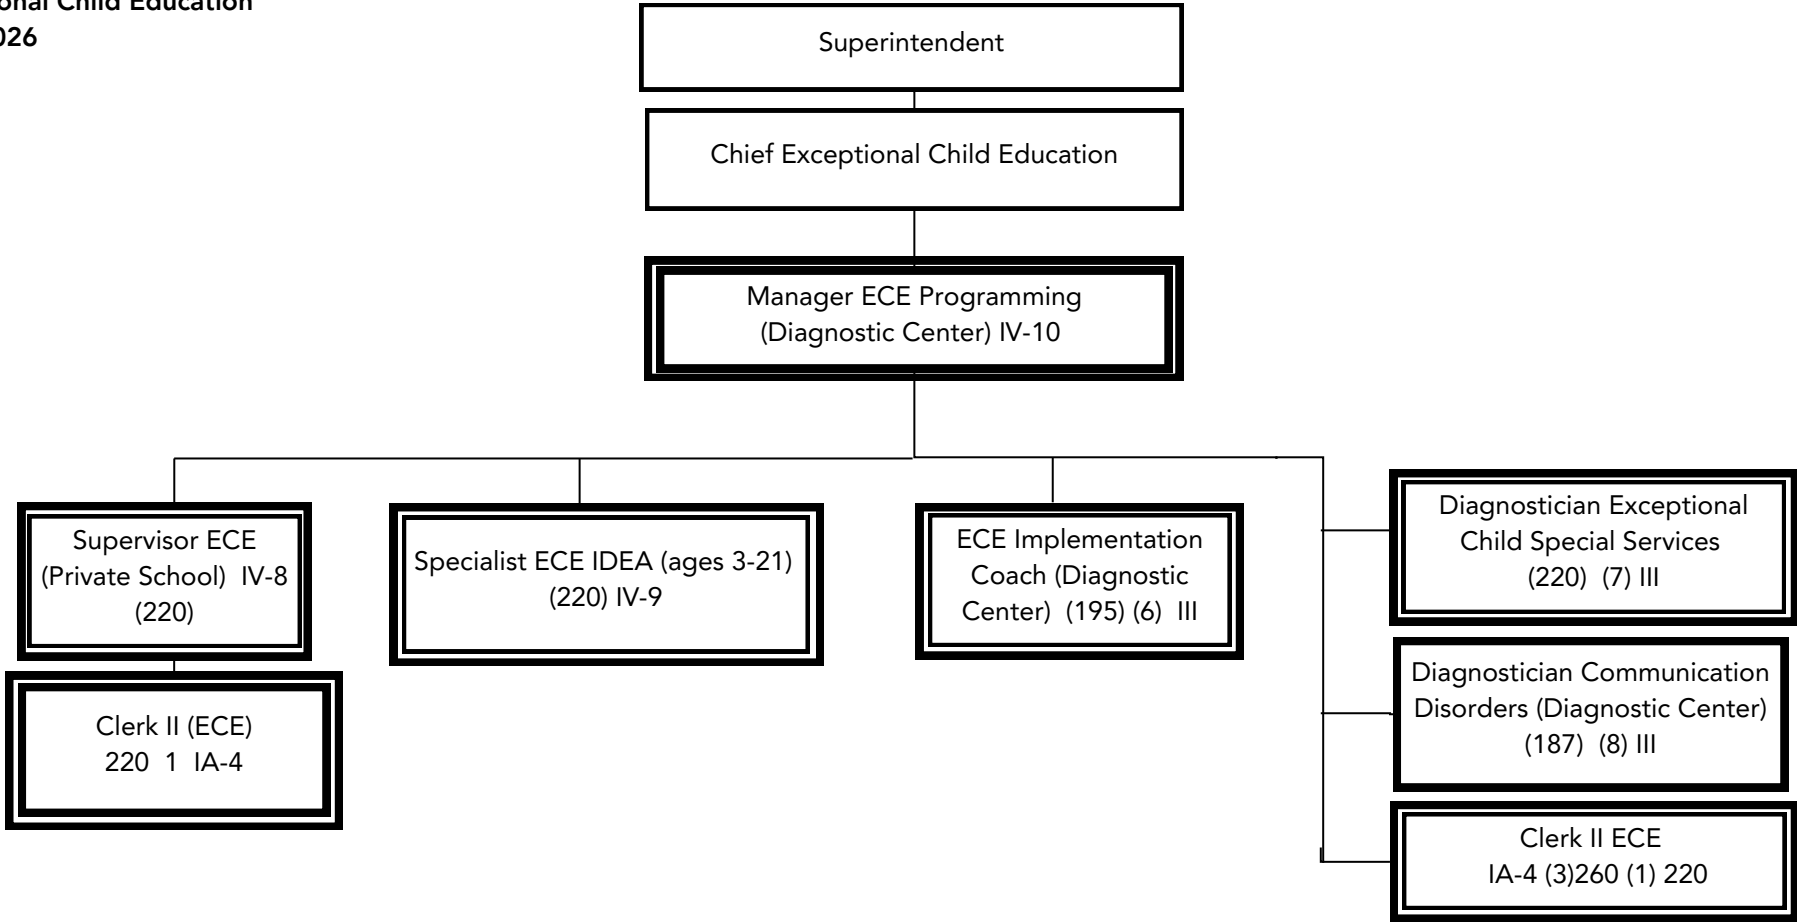 Child Education
Superintendent
Chief Exceptional Child Education
Manager ECE Programming
(Diagnostic Center) IV-10
Supervisor ECE
(Private School) IV-8
(220)
Clerk II (ECE)
220 1 IA-4
Specialist ECE IDEA (ages 3-21)
(220) IV-9
ECE Implementation
Coach (Diagnostic
Center) (195) (6) III
Diagnostician Exceptional
Child Special Services
(220) (7) III
Diagnostician Communication
Disorders (Diagnostic Center)
(187) (8) III
Clerk II ECE
IA-4 (3)260 (1) 220